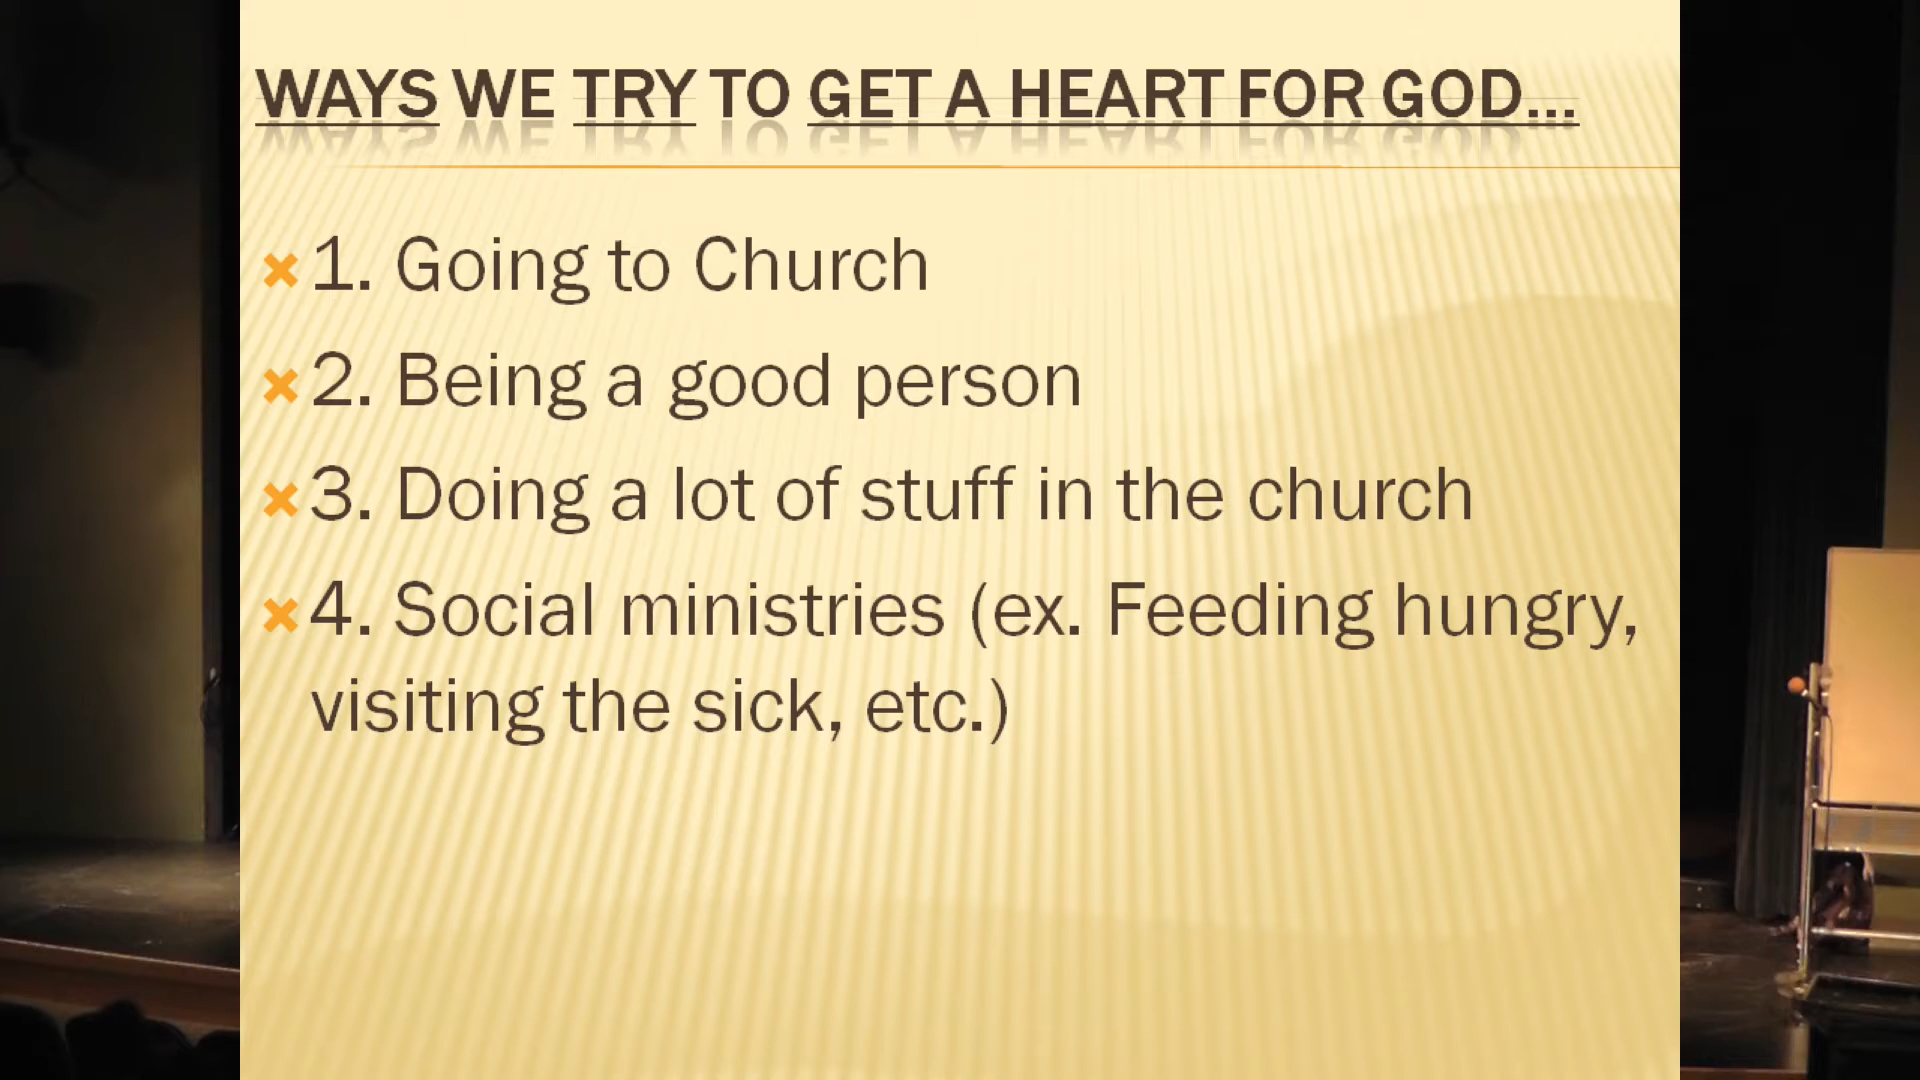 WAYS WE TRY TO GET A HEART FOR GOD...
1. Going to Church
2. Being a good person
3. Doing a lot of stuff in the church
4. Social ministries (ex. Feeding hungry,
visiting the sick, etc.)